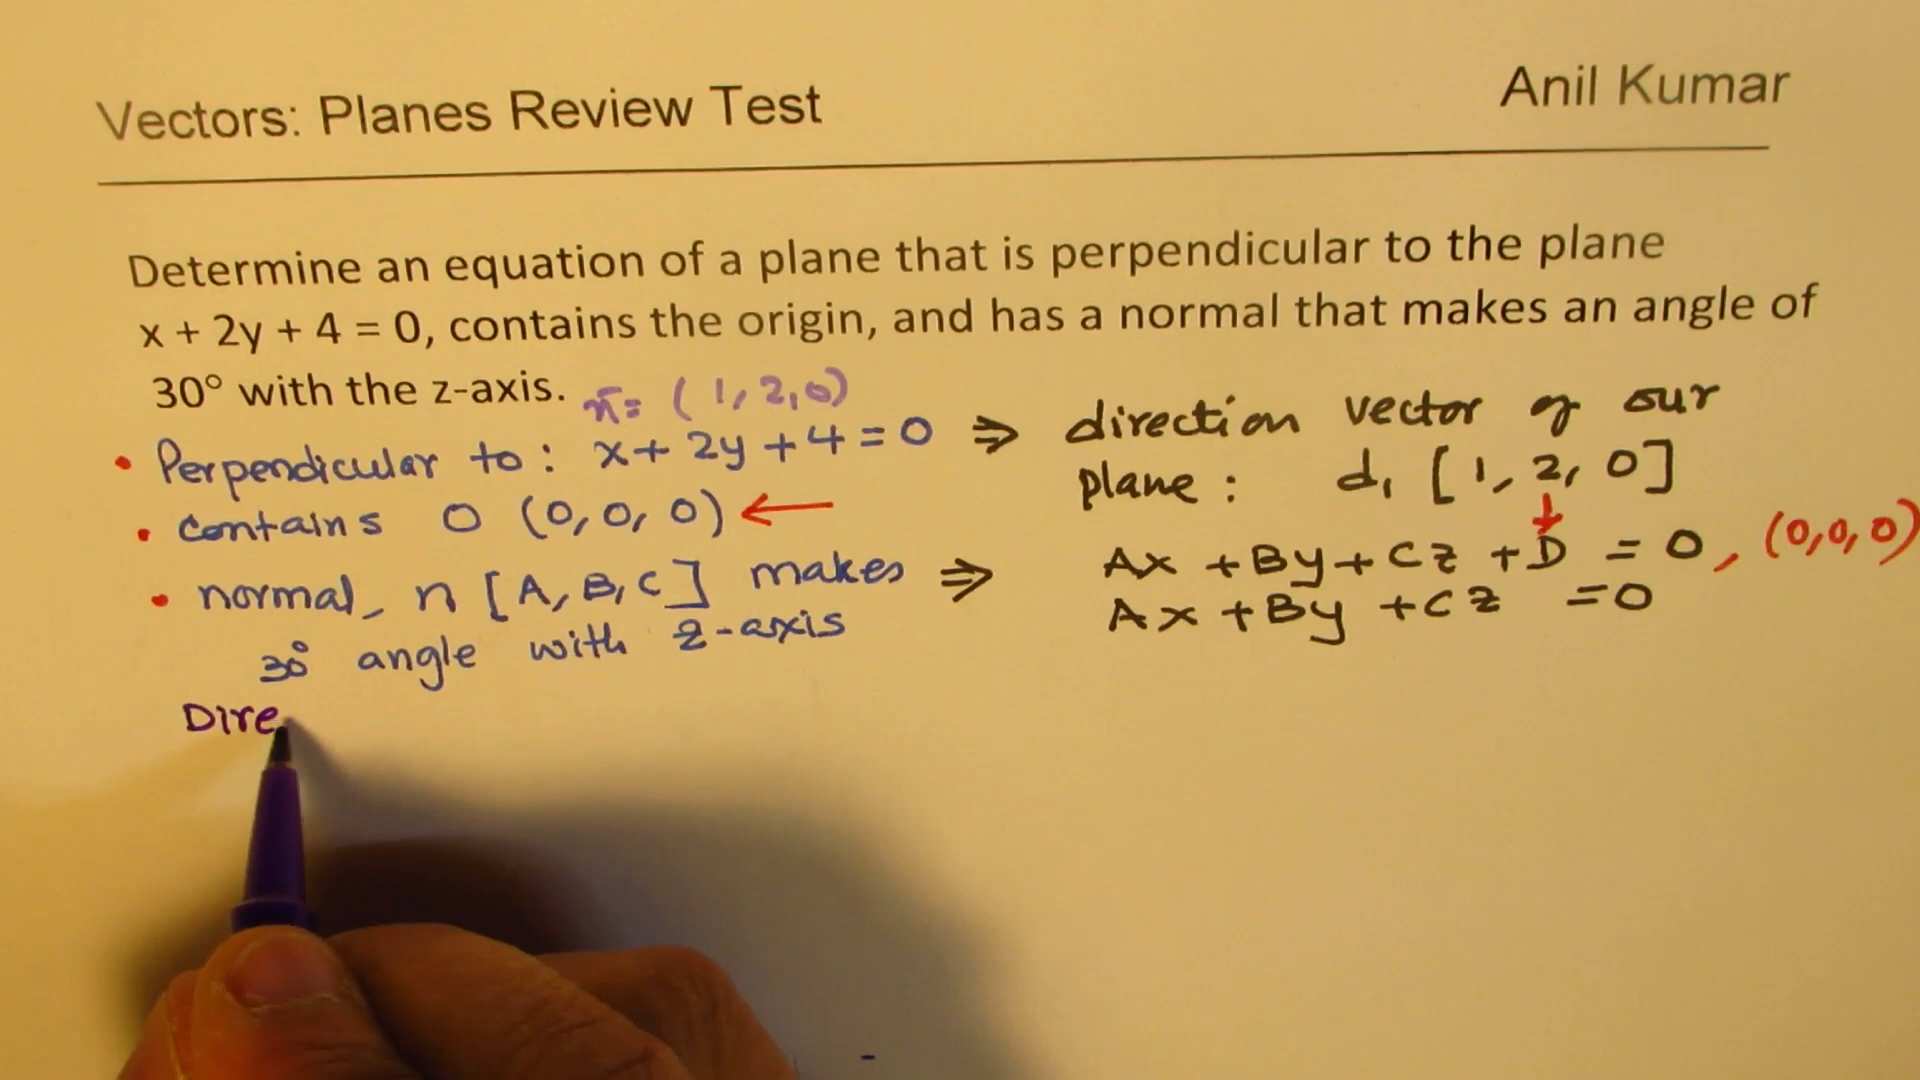 Vectors: Planes Review Test
Anil Kumar
Determine an equation of a plane that is perpendicular to the plane
x + 2y + 4 = 0, contains the origin, and has a normal that makes an angle of
30° with the z-axis.
n = (1, 2, 0)
• Perpendicular to: x + 2y + 4 = 0 ⇒ direction vector of our
plane: d₁ [1, 2, 0]
• contains O (0, 0, 0) ←
• normal, n [A, B, C] makes ⇒ Ax + By + Cz + D = 0, (0, 0, 0)
Ax + By + Cz = 0
30° angle with z-axis
Dire